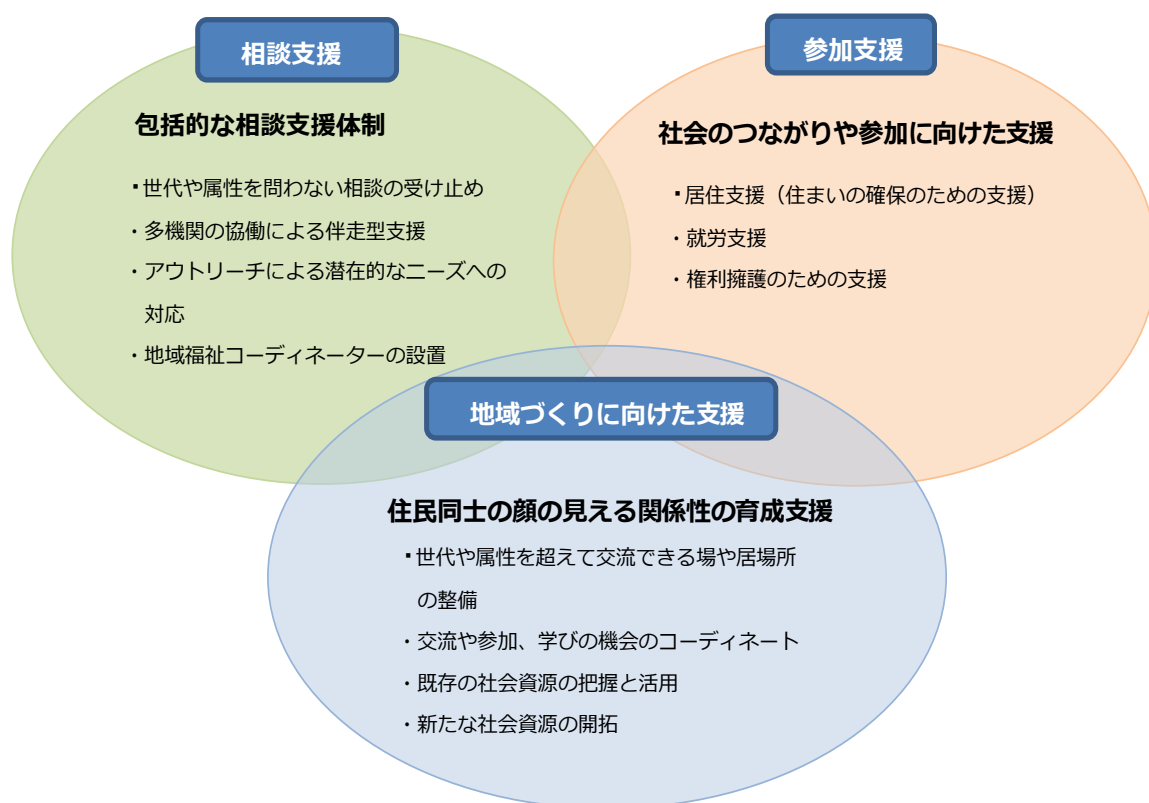 相談支援
包括的な相談支援体制
・世代や属性を問わない相談の受け止め
・多機関の協働による伴走型支援
・アウトリーチによる潜在的なニーズへの
対応
・地域福祉コーディネーターの設置
参加支援
社会のつながりや参加に向けた支援
・居住支援（住まいの確保のための支援）
・就労支援
・権利擁護のための支援
地域づくりに向けた支援
住民同士の顔の見える関係性の育成支援
・世代や属性を超えて交流できる場や居場所
の整備
・交流や参加、学びの機会のコーディネート
・既存の社会資源の把握と活用
・新たな社会資源の開拓